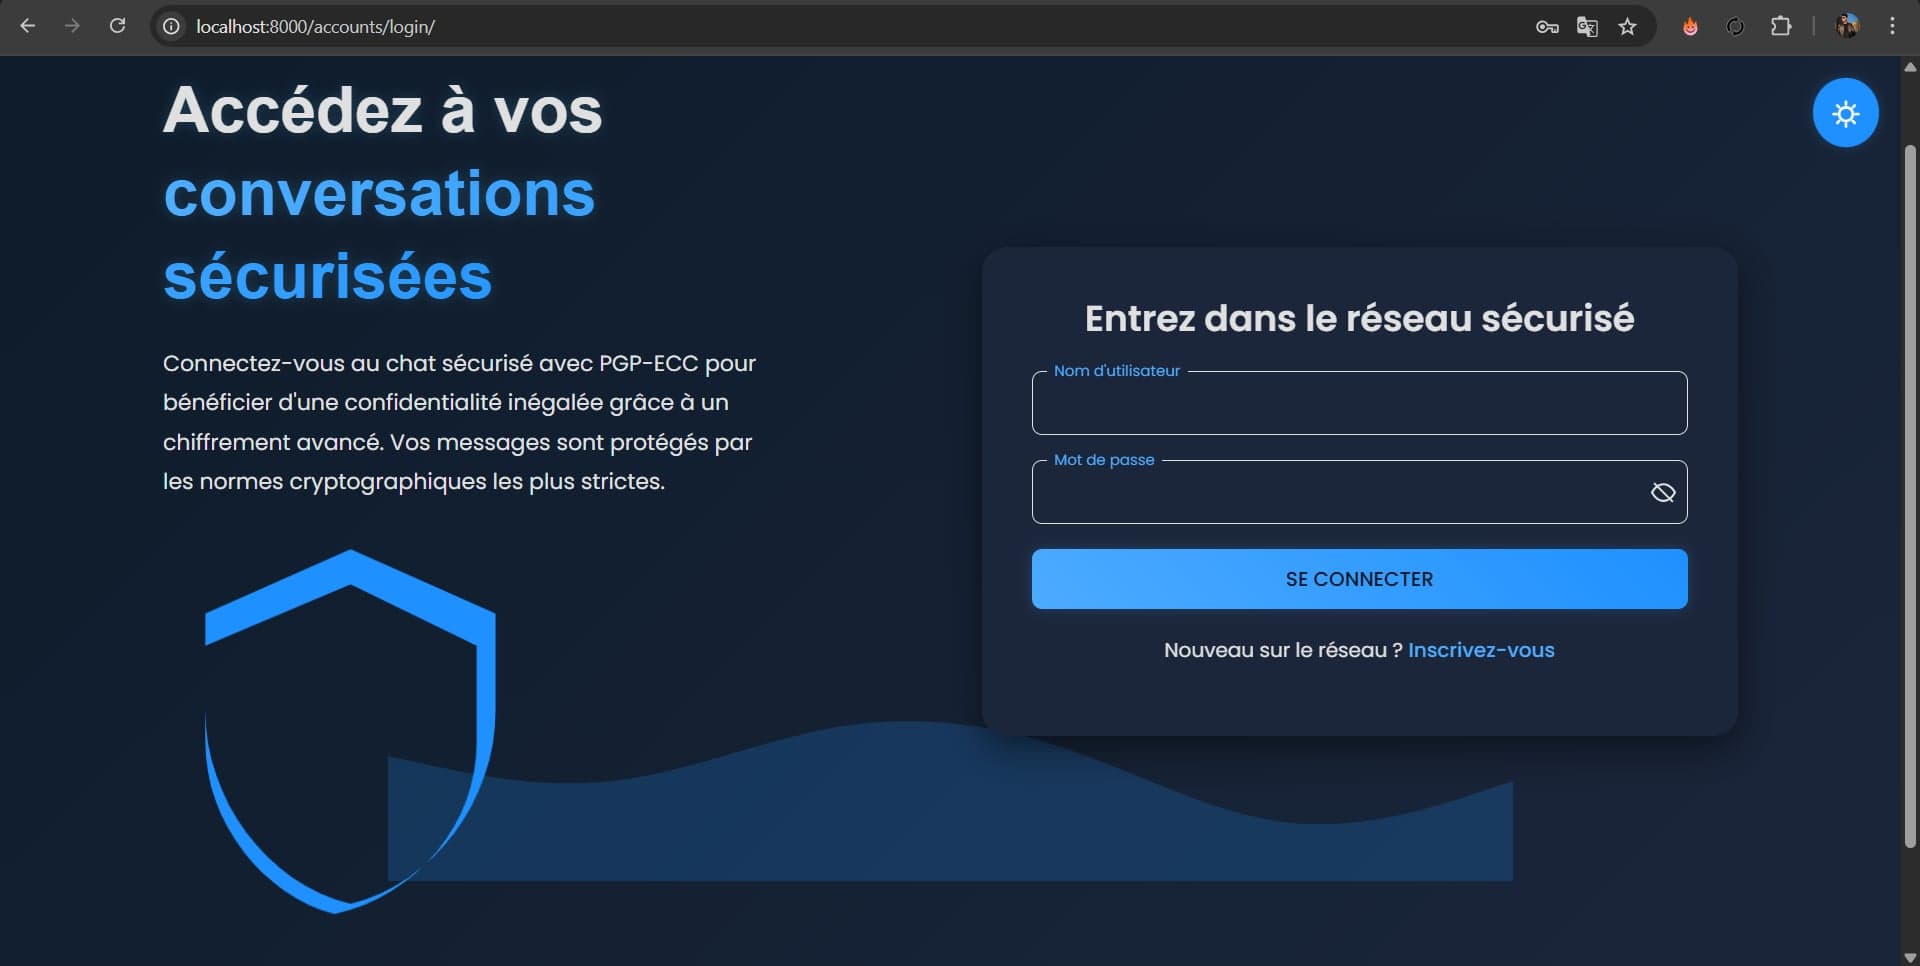 localhost:8000/accounts/login/
Accédez à vos
conversations
sécurisées
Connectez-vous au chat sécurisé avec PGP-ECC pour
bénéficier d'une confidentialité inégalée grâce à un
chiffrement avancé. Vos messages sont protégés par
les normes cryptographiques les plus strictes.
Entrez dans le réseau sécurisé
Nom d'utilisateur
Mot de passe
SE CONNECTER
Nouveau sur le réseau ? Inscrivez-vous